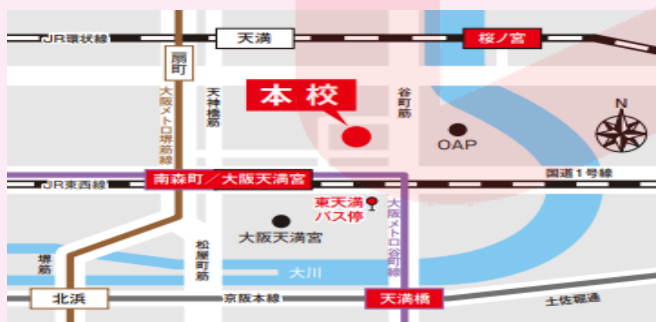 JR環状線
天満
桜ノ宮
扇町
本校
谷町筋
N
大阪メトロ堺筋線
天神橋筋
OAP
国道1号線
JR東西線
南森町／大阪天満宮
東天満
バス停
大阪天満宮
大阪メトロ谷町線
堺筋
松屋町筋
大川
北浜
京阪本線
天満橋
土佐堀通